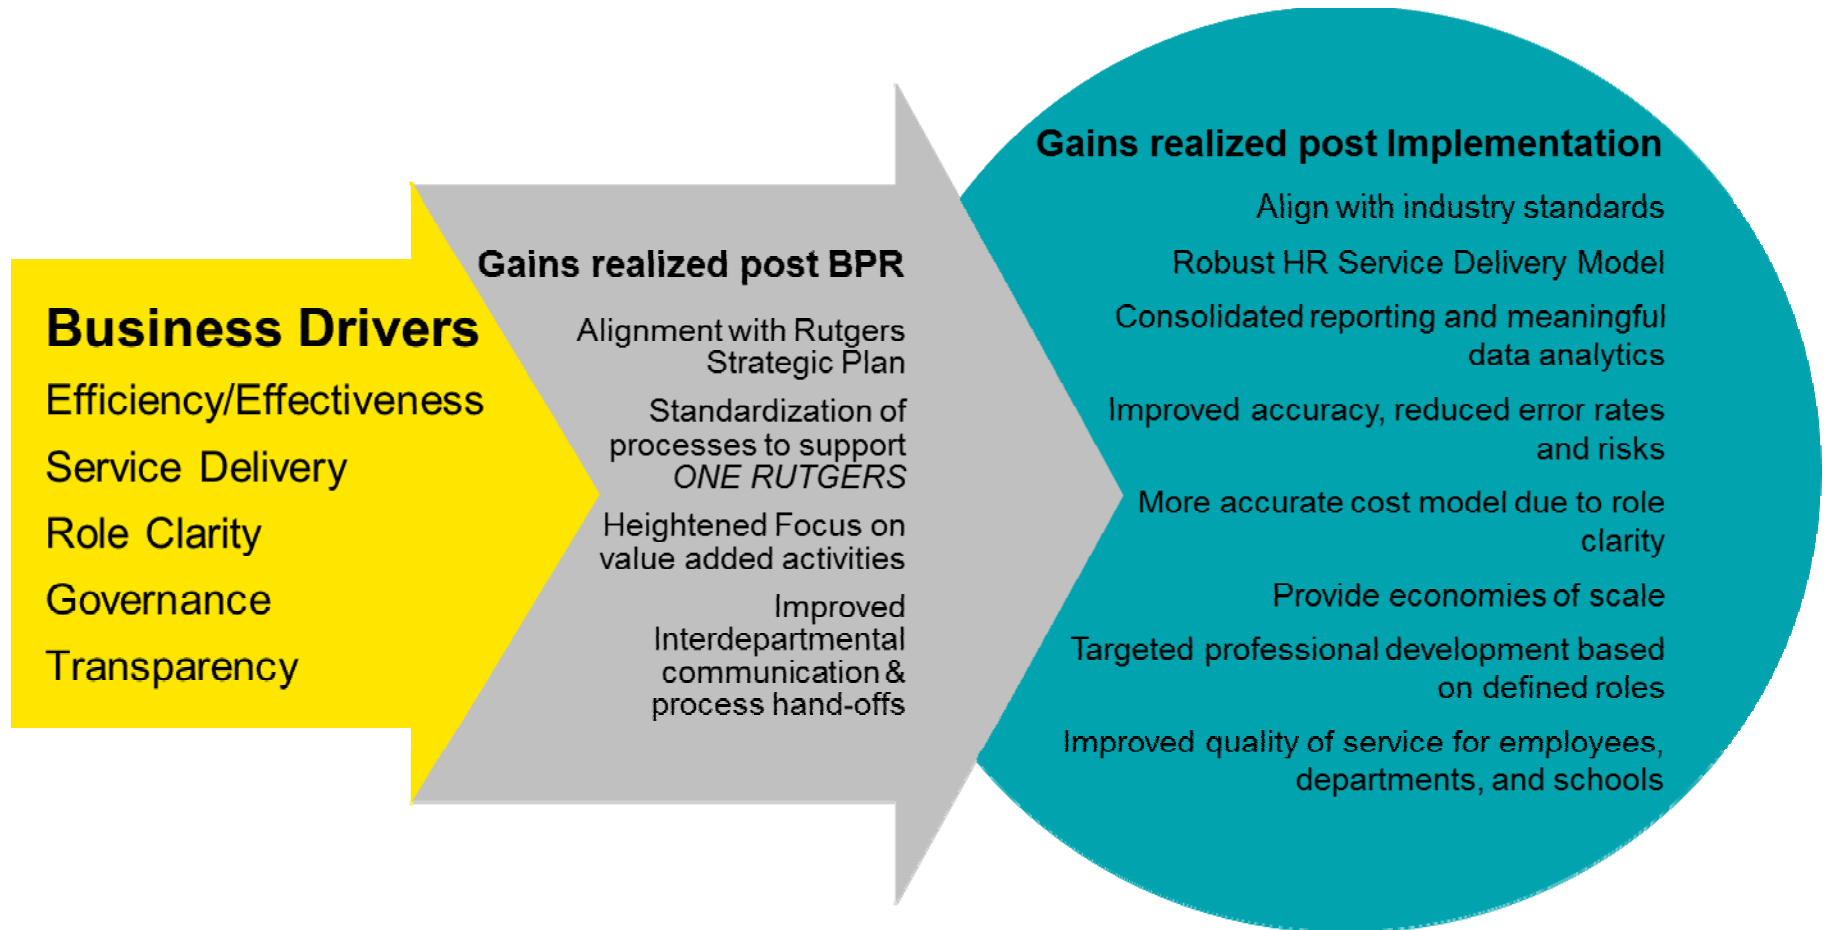 Business Drivers
Efficiency/Effectiveness
Service Delivery
Role Clarity
Governance
Transparency
Gains realized post BPR
Alignment with Rutgers
Strategic Plan
Standardization of
processes to support
ONE RUTGERS
Heightened Focus on
value added activities
Improved
Interdepartmental
communication &
process hand-offs
Gains realized post Implementation
Align with industry standards
Robust HR Service Delivery Model
Consolidated reporting and meaningful
data analytics
Improved accuracy, reduced error rates
and risks
More accurate cost model due to role
clarity
Provide economies of scale
Targeted professional development based
on defined roles
Improved quality of service for employees,
departments, and schools